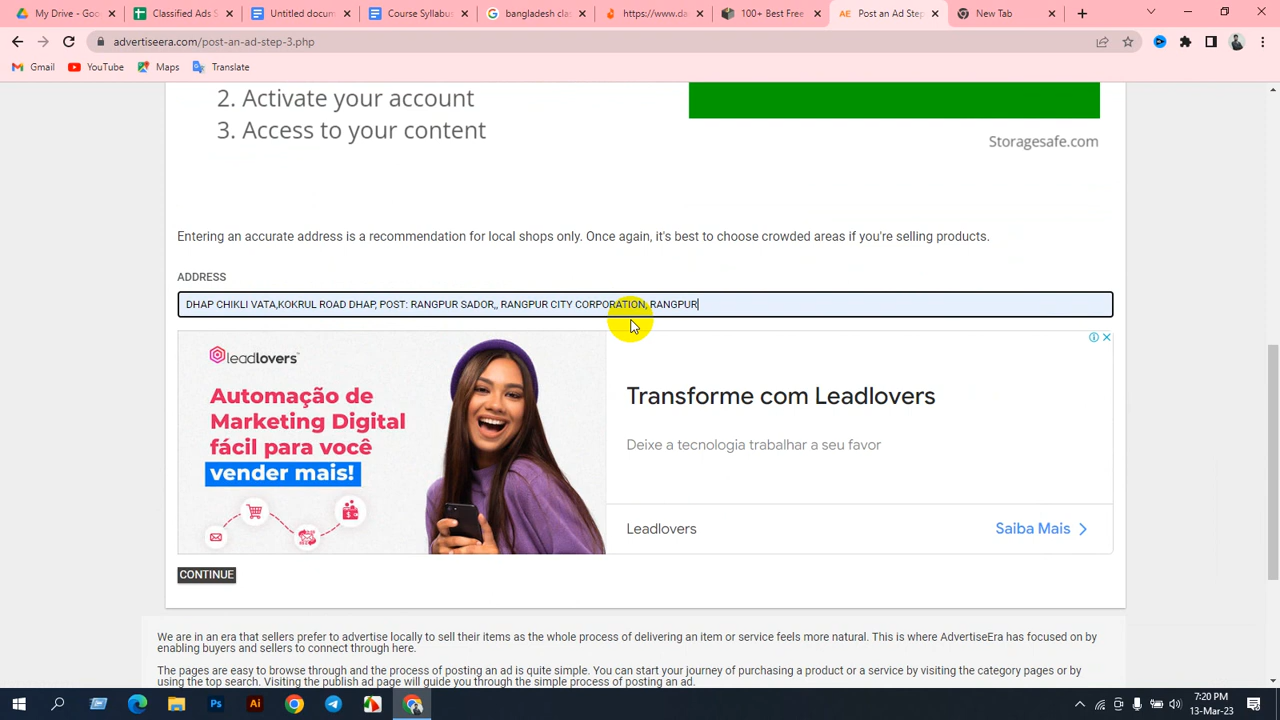 My Drive - Goo
Classified Ads S
Untitled docum
Course Syllabus
bangladesh clas
https://www.da
100+ Best Free
AE Post an Ad Step
New Tab
advertiseera.com/post-an-ad-step-3.php
Gmail
YouTube
Maps
Translate
2. Activate your account
3. Access to your content
Storagesafe.com
Entering an accurate address is a recommendation for local shops only. Once again, it's best to choose crowded areas if you're selling products.
ADDRESS
DHAP CHIKLI VATA,KOKRUL ROAD DHAP, POST: RANGPUR SADOR,, RANGPUR CITY CORPORATION, RANGPUR
leadlovers
Automação de
Marketing Digital
fácil para você
vender mais!
Transforme com Leadlovers
Deixe a tecnologia trabalhar a seu favor
Leadlovers
Saiba Mais
CONTINUE
We are in an era that sellers prefer to advertise locally to sell their items as the whole process of delivering an item or service feels more natural. This is where AdvertiseEra has focused on by
enabling buyers and sellers to connect through here.
The pages are easy to browse through and the process of posting an ad is quite simple. You can start your journey of purchasing a product or a service by visiting the category pages or by
using the top search. Visiting the publish ad page will guide you through the simple process of posting an ad.
Ps
Ai
7:20 PM
13-Mar-23